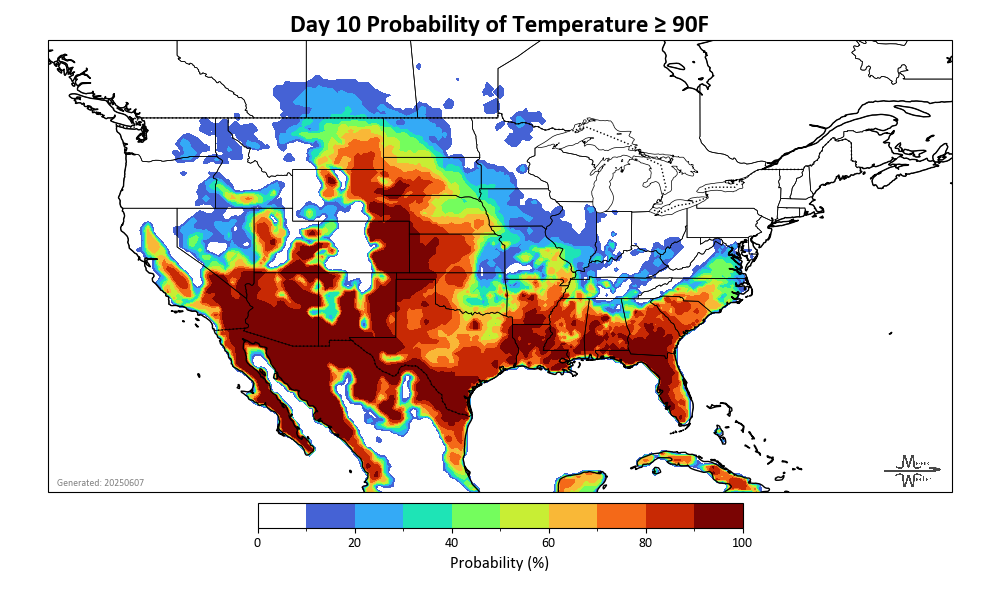 Day 10 Probability of Temperature ≥ 90F
Generated: 20250607
0 20 40 60 80 100
Probability (%)